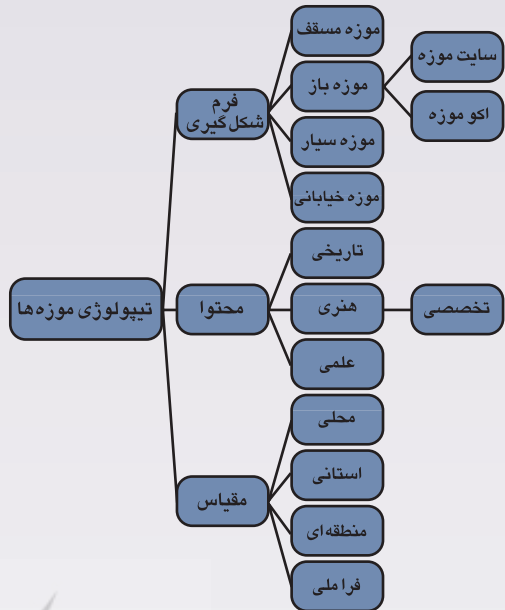 تیپولوژی موزه‌ها
فرم
شکل‌گیری
موزه مسقف
موزه باز
سایت موزه
اکو موزه
موزه سیار
موزه خیابانی
محتوا
تاریخی
هنری
تخصصی
علمی
مقیاس
محلی
استانی
منطقه‌ای
فرا ملی